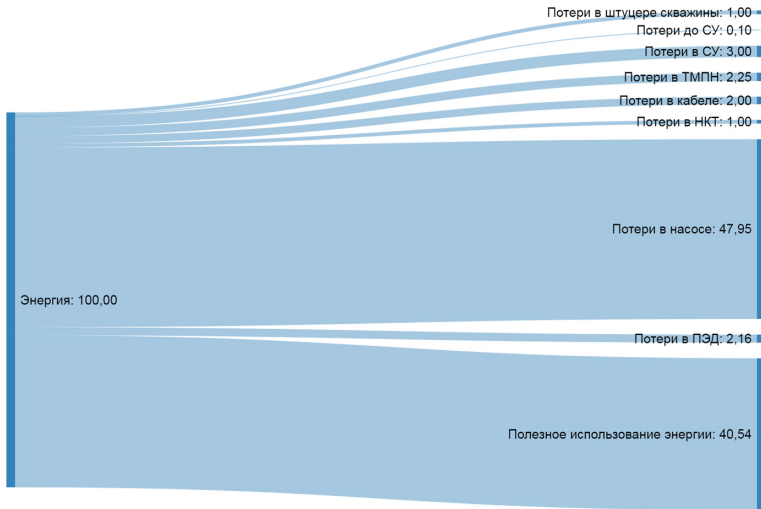 Потери в штуцере скважины: 1,00
Потери до СУ: 0,10
Потери в СУ: 3,00
Потери в ТМПН: 2,25
Потери в кабеле: 2,00
Потери в НКТ: 1,00
Потери в насосе: 47,95
Энергия: 100,00
Потери в ПЭД: 2,16
Полезное использование энергии: 40,54